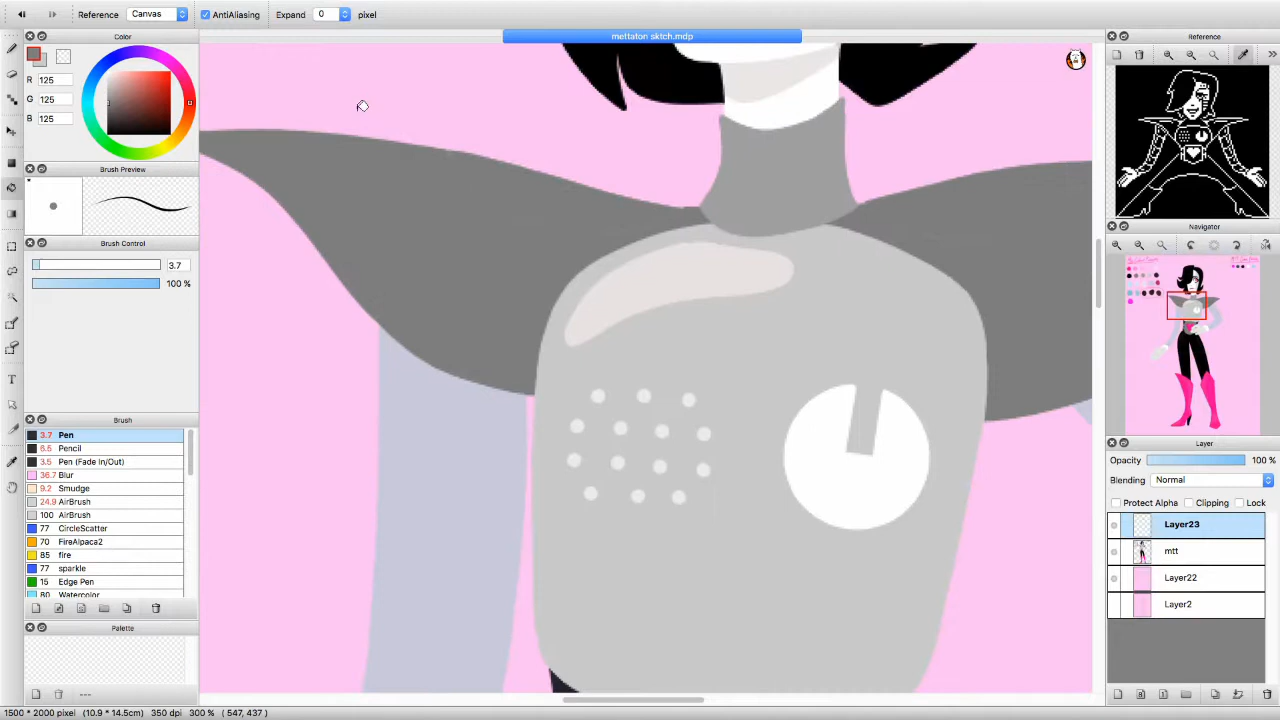 Reference Canvas AntiAliasing Expand 0 pixel
mettaton sktch.mdp
Color
R 125
G 125
B 125
Brush Preview
Brush Control
3.7
100 %
Brush
3.7 Pen
6.5 Pencil
3.5 Pen (Fade In/Out)
36.7 Blur
9.2 Smudge
24.9 AirBrush
100 AirBrush
77 CircleScatter
70 FireAlpaca2
85 fire
77 sparkle
15 Edge Pen
80 Watercolor
Palette
---
1500 * 2000 pixel (10.9 * 14.5cm) 350 dpi 300 % ( 547, 437 )
Reference
Navigator
Layer
Opacity 100 %
Blending Normal
Protect Alpha Clipping Lock
Layer23
mtt
Layer22
Layer2